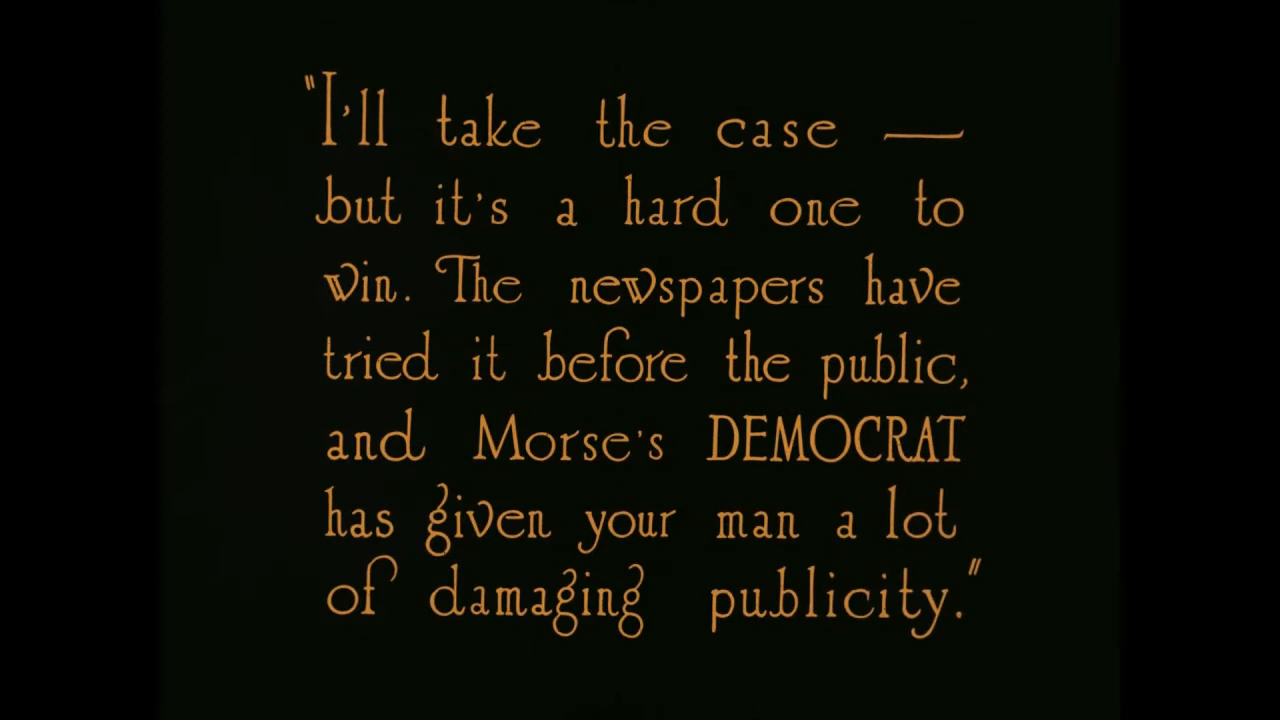 "I'll take the case —
but it's a hard one to
win. The newspapers have
tried it before the public,
and Morse's DEMOCRAT
has given your man a lot
of damaging publicity."